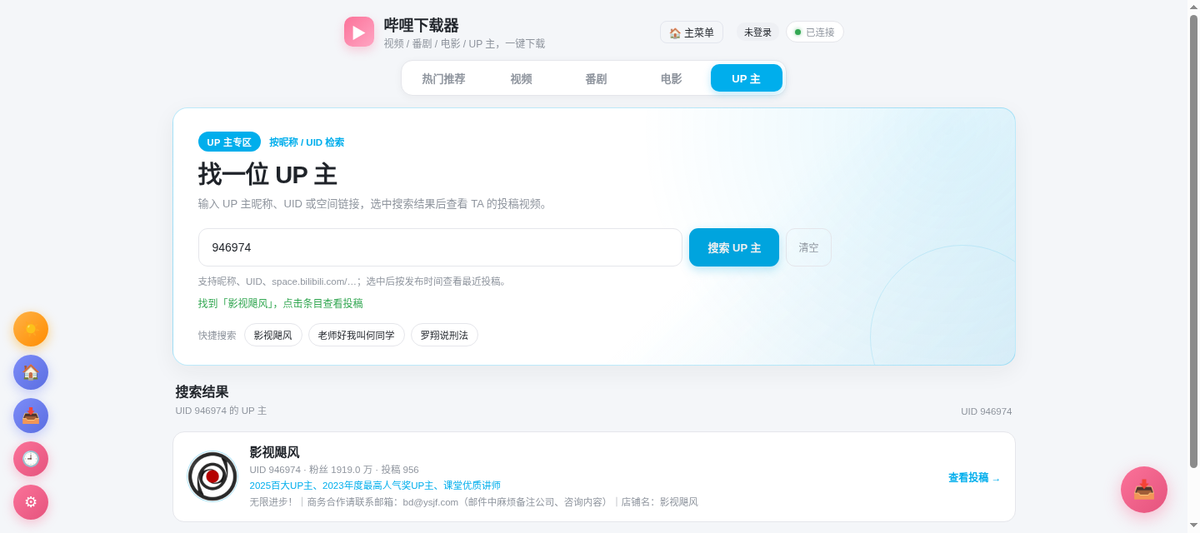 哔哩下载器
视频 / 番剧 / 电影 / UP 主，一键下载
🏠 主菜单
未登录
已连接
热门推荐
视频
番剧
电影
UP 主
UP 主专区
按昵称 / UID 检索
找一位 UP 主
输入 UP 主昵称、UID 或空间链接，选中搜索结果后查看 TA 的投稿视频。
946974
搜索 UP 主
清空
支持昵称、UID、space.bilibili.com/…；选中后按发布时间查看最近投稿。
找到「影视飓风」，点击条目查看投稿
快捷搜索
影视飓风
老师好我叫何同学
罗翔说刑法
搜索结果
UID 946974 的 UP 主
UID 946974
影视飓风
UID 946974 · 粉丝 1919.0 万 · 投稿 956
2025百大UP主、2023年度最高人气奖UP主、课堂优质讲师
无限进步！｜商务合作请联系邮箱：bd@ysjf.com（邮件中麻烦备注公司、咨询内容）｜店铺名：影视飓风
查看投稿 →